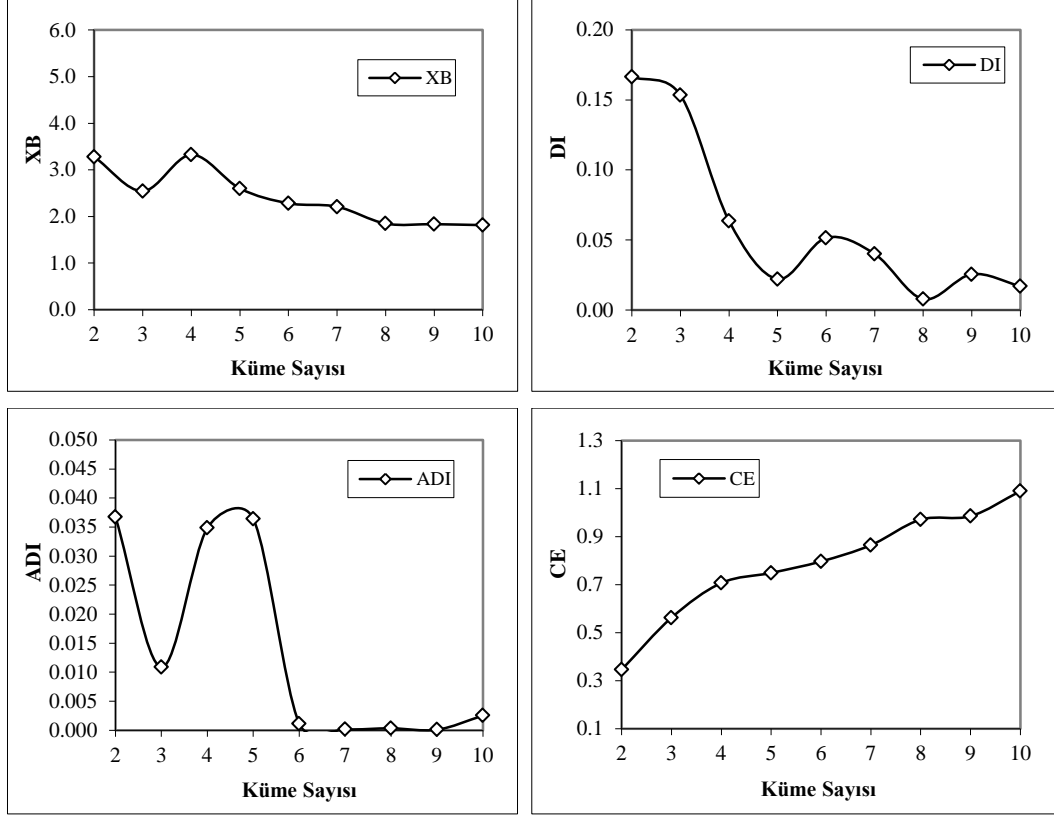 6.0
5.0
4.0
3.0
2.0
1.0
0.0
XB
XB
2 3 4 5 6 7 8 9 10
Küme Sayısı
0.20
0.15
0.10
0.05
0.00
DI
DI
2 3 4 5 6 7 8 9 10
Küme Sayısı
0.050
0.045
0.040
0.035
0.030
0.025
0.020
0.015
0.010
0.005
0.000
ADI
ADI
2 3 4 5 6 7 8 9 10
Küme Sayısı
1.3
1.1
0.9
0.7
0.5
0.3
0.1
CE
CE
2 3 4 5 6 7 8 9 10
Küme Sayısı